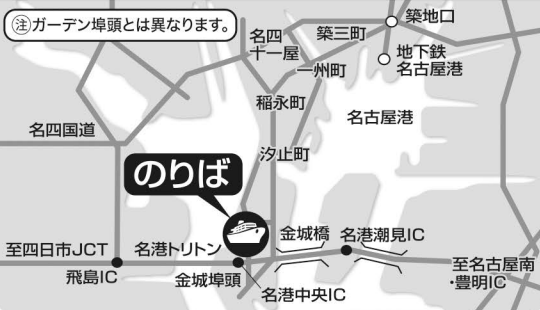 注ガーデン埠頭とは異なります。
築地口
名四
十一屋
築三町
地下鉄
名古屋港
一州町
稲永町
名古屋港
名四国道
汐止町
のりば
金城橋
名港潮見IC
至四日市JCT
名港トリトン
至名古屋南
・豊明IC
飛島IC
金城埠頭
名港中央IC